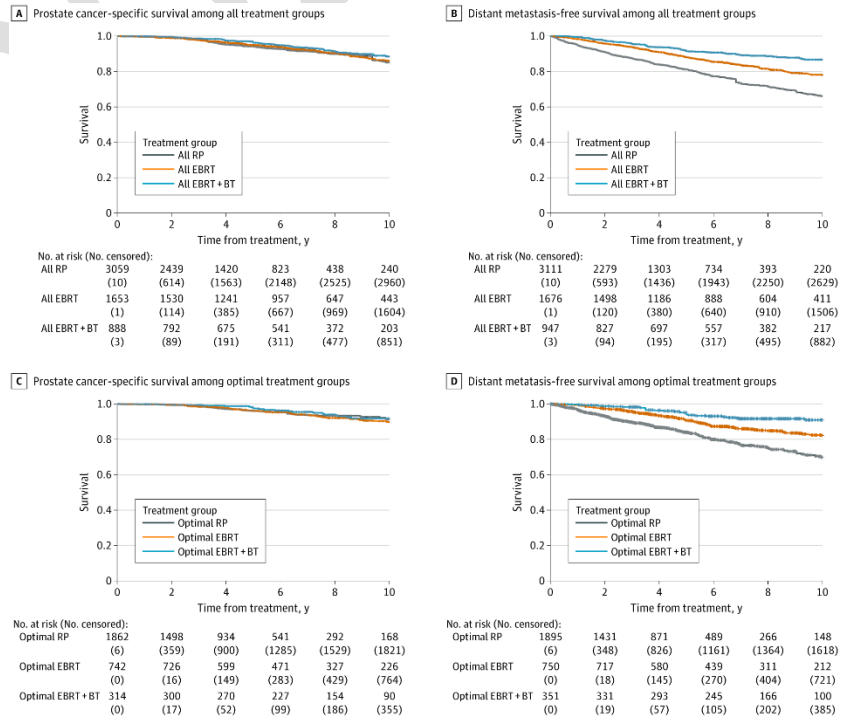 A Prostate cancer-specific survival among all treatment groups
1.0
0.8
0.6
0.4
0.2
0
Survival
Treatment group
All RP
All EBRT
All EBRT + BT
0 2 4 6 8 10
Time from treatment, y
No. at risk (No. censored):
All RP 3059 2439 1420 823 438 240
(10) (614) (1563) (2148) (2525) (2960)
All EBRT 1653 1530 1241 957 647 443
(1) (114) (385) (667) (969) (1604)
All EBRT + BT 888 792 675 541 372 203
(3) (89) (191) (311) (477) (851)
B Distant metastasis-free survival among all treatment groups
1.0
0.8
0.6
0.4
0.2
0
Survival
Treatment group
All RP
All EBRT
All EBRT + BT
0 2 4 6 8 10
Time from treatment, y
No. at risk (No. censored):
All RP 3111 2279 1303 734 393 220
(10) (593) (1436) (1943) (2250) (2629)
All EBRT 1676 1498 1186 888 604 411
(1) (120) (380) (640) (910) (1506)
All EBRT + BT 947 827 697 557 382 217
(3) (94) (195) (317) (495) (882)
C Prostate cancer-specific survival among optimal treatment groups
1.0
0.8
0.6
0.4
0.2
0
Survival
Treatment group
Optimal RP
Optimal EBRT
Optimal EBRT + BT
0 2 4 6 8 10
Time from treatment, y
No. at risk (No. censored):
Optimal RP 1862 1498 934 541 292 168
(6) (359) (900) (1285) (1529) (1821)
Optimal EBRT 742 726 599 471 327 226
(0) (16) (149) (283) (429) (764)
Optimal EBRT + BT 314 300 270 227 154 90
(0) (17) (52) (99) (186) (355)
D Distant metatasis-free survival among optimal treatment groups
1.0
0.8
0.6
0.4
0.2
0
Survival
Treatment group
Optimal RP
Optimal EBRT
Optimal EBRT + BT
0 2 4 6 8 10
Time from treatment, y
No. at risk (No. censored):
Optimal RP 1895 1431 871 489 266 148
(6) (348) (826) (1161) (1364) (1618)
Optimal EBRT 750 717 580 439 311 212
(0) (18) (145) (270) (404) (721)
Optimal EBRT + BT 351 331 293 245 166 100
(0) (19) (57) (105) (202) (385)